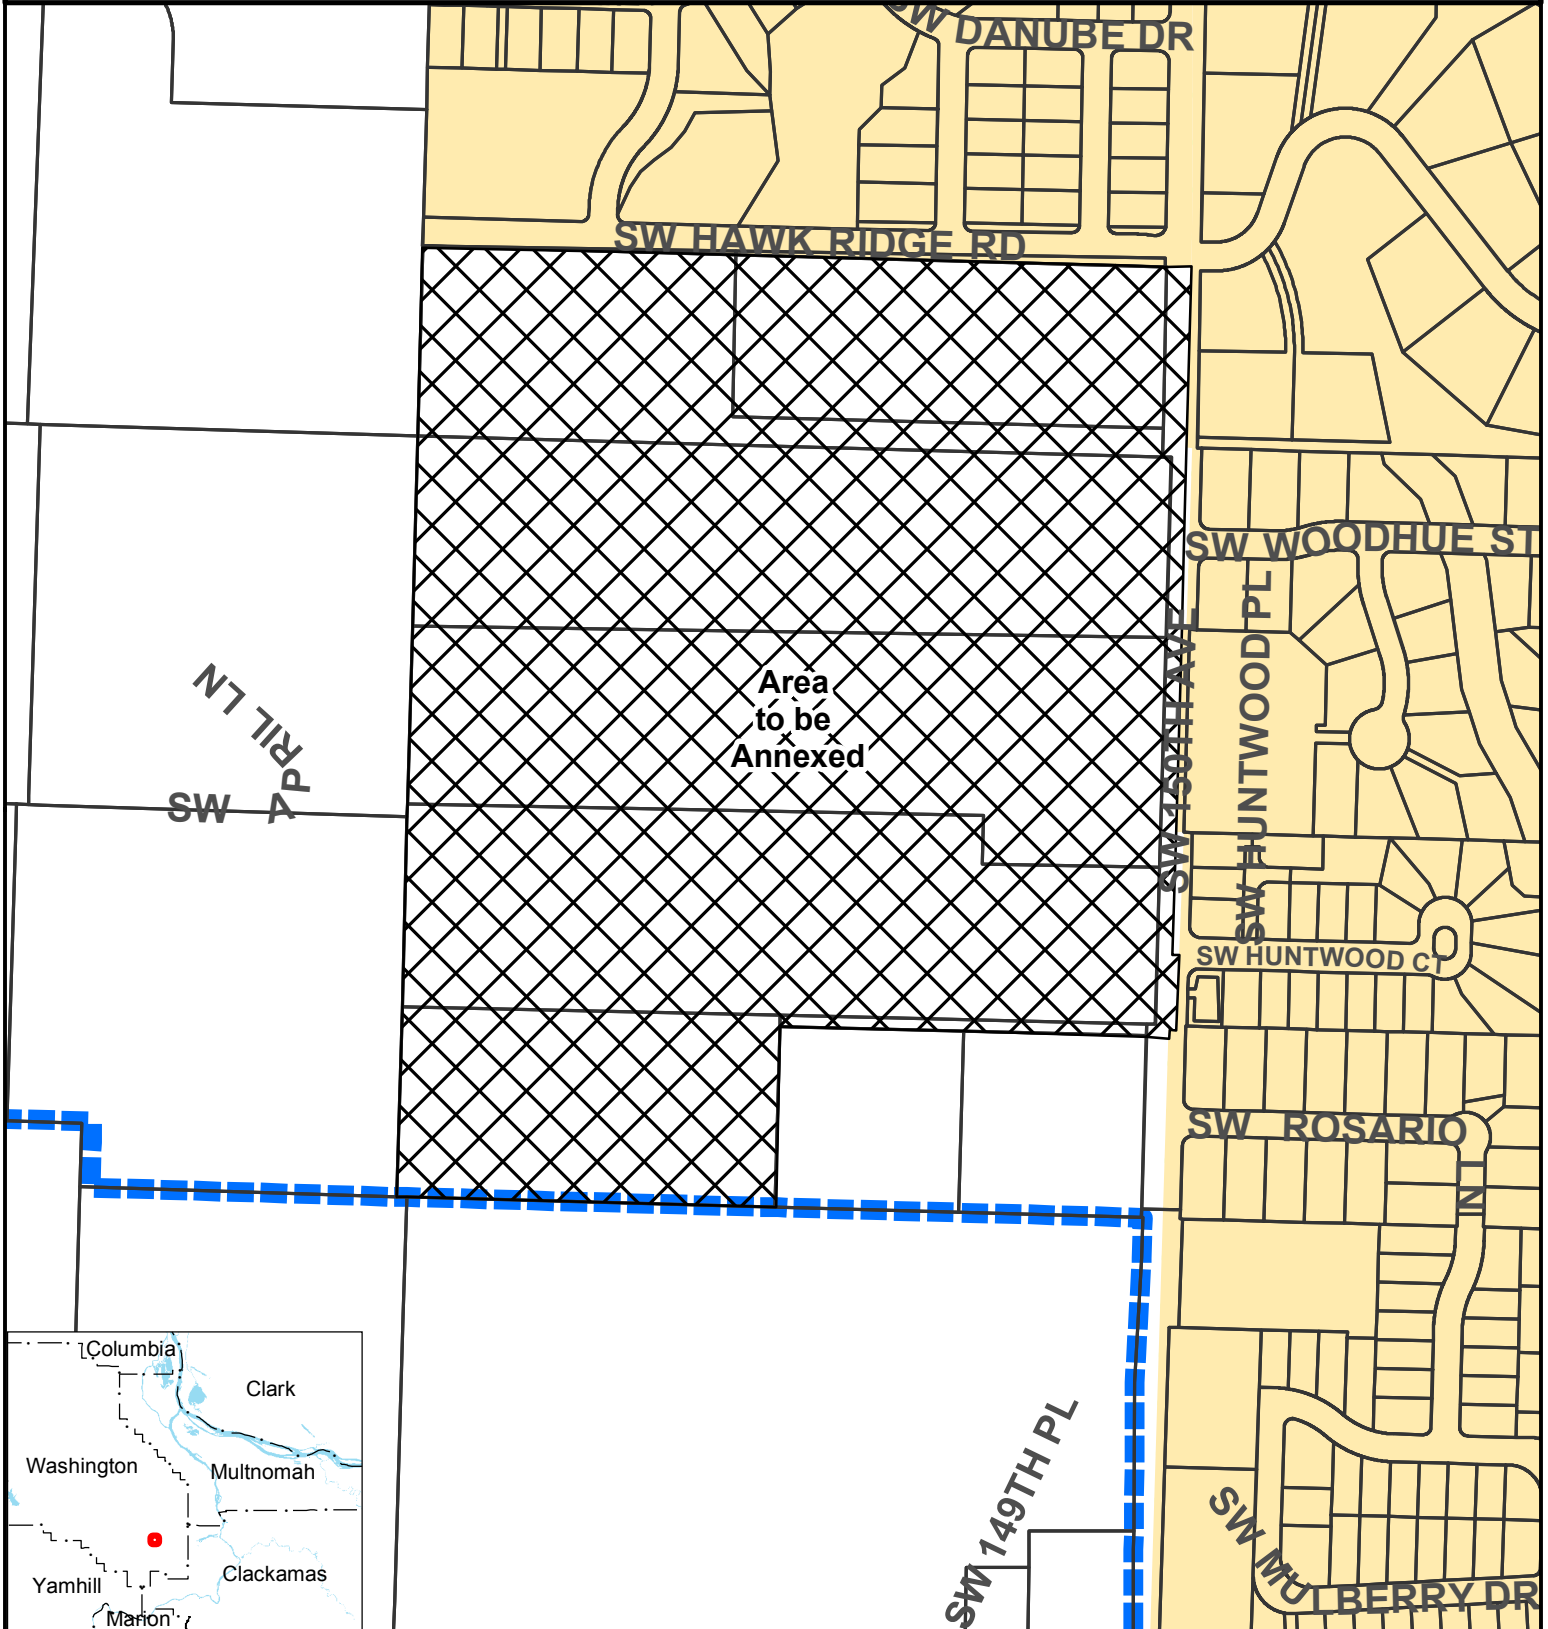 SW DANUBE DR
SW HAWK RIDGE RD
SW WOODHUE ST
SW HUNTWOOD PL
SW 150TH AVE
Area
to be
Annexed
SW APRIL LN
SW HUNTWOOD CT
SW ROSARIO LN
SW 149TH PL
SW MULBERRY DR
Columbia
Clark
Washington
Multnomah
Yamhill
Clackamas
Marion